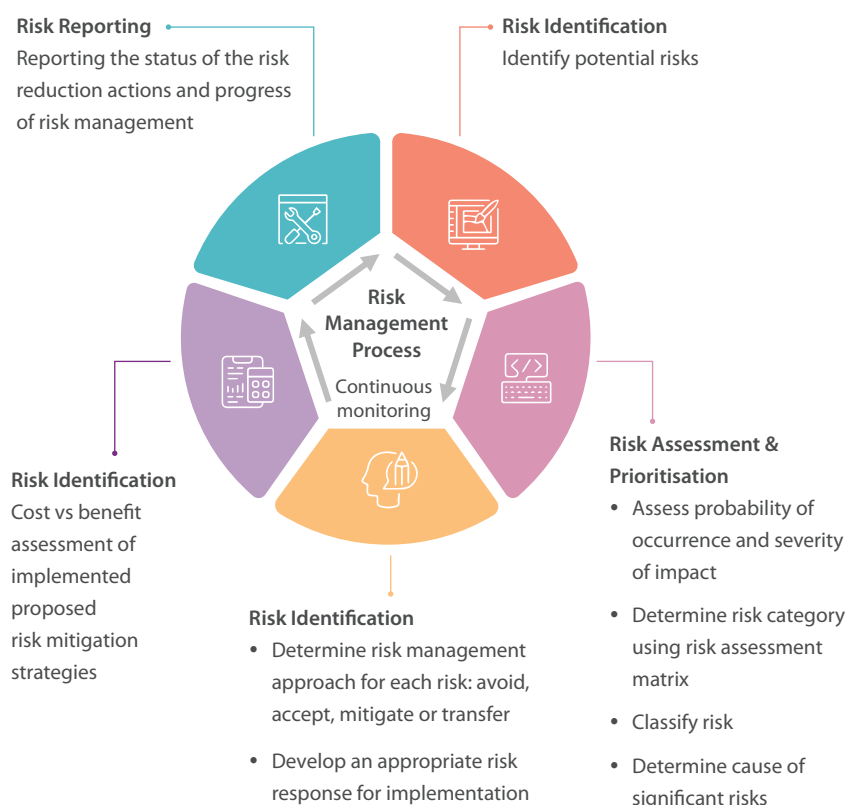 Risk Reporting
Reporting the status of the risk
reduction actions and progress
of risk management
Risk Identification
Identify potential risks
Risk
Management
Process
Continuous
monitoring
</>
Risk Assessment &
Prioritisation
• Assess probability of
occurrence and severity
of impact
• Determine risk category
using risk assessment
matrix
• Classify risk
• Determine cause of
significant risks
Risk Identification
• Determine risk management
approach for each risk: avoid,
accept, mitigate or transfer
• Develop an appropriate risk
response for implementation
Risk Identification
Cost vs benefit
assessment of
implemented
proposed
risk mitigation
strategies